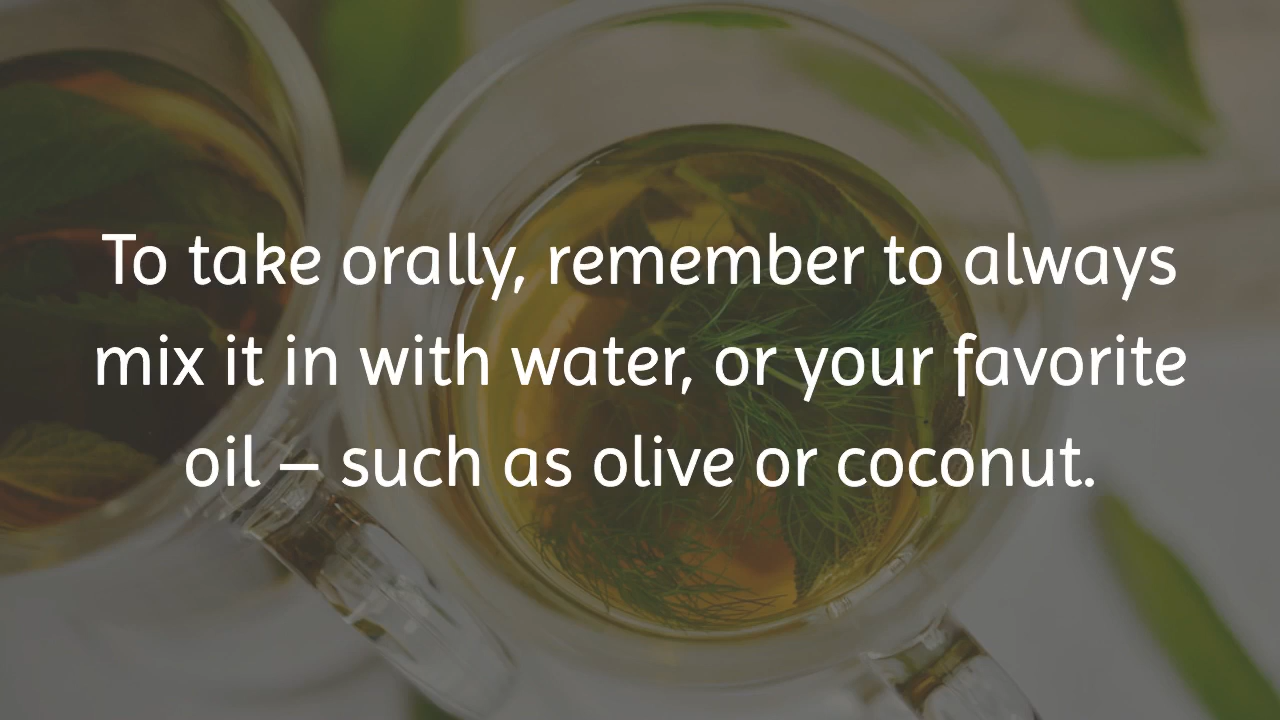 To take orally, remember to always
mix it in with water, or your favorite
oil – such as olive or coconut.